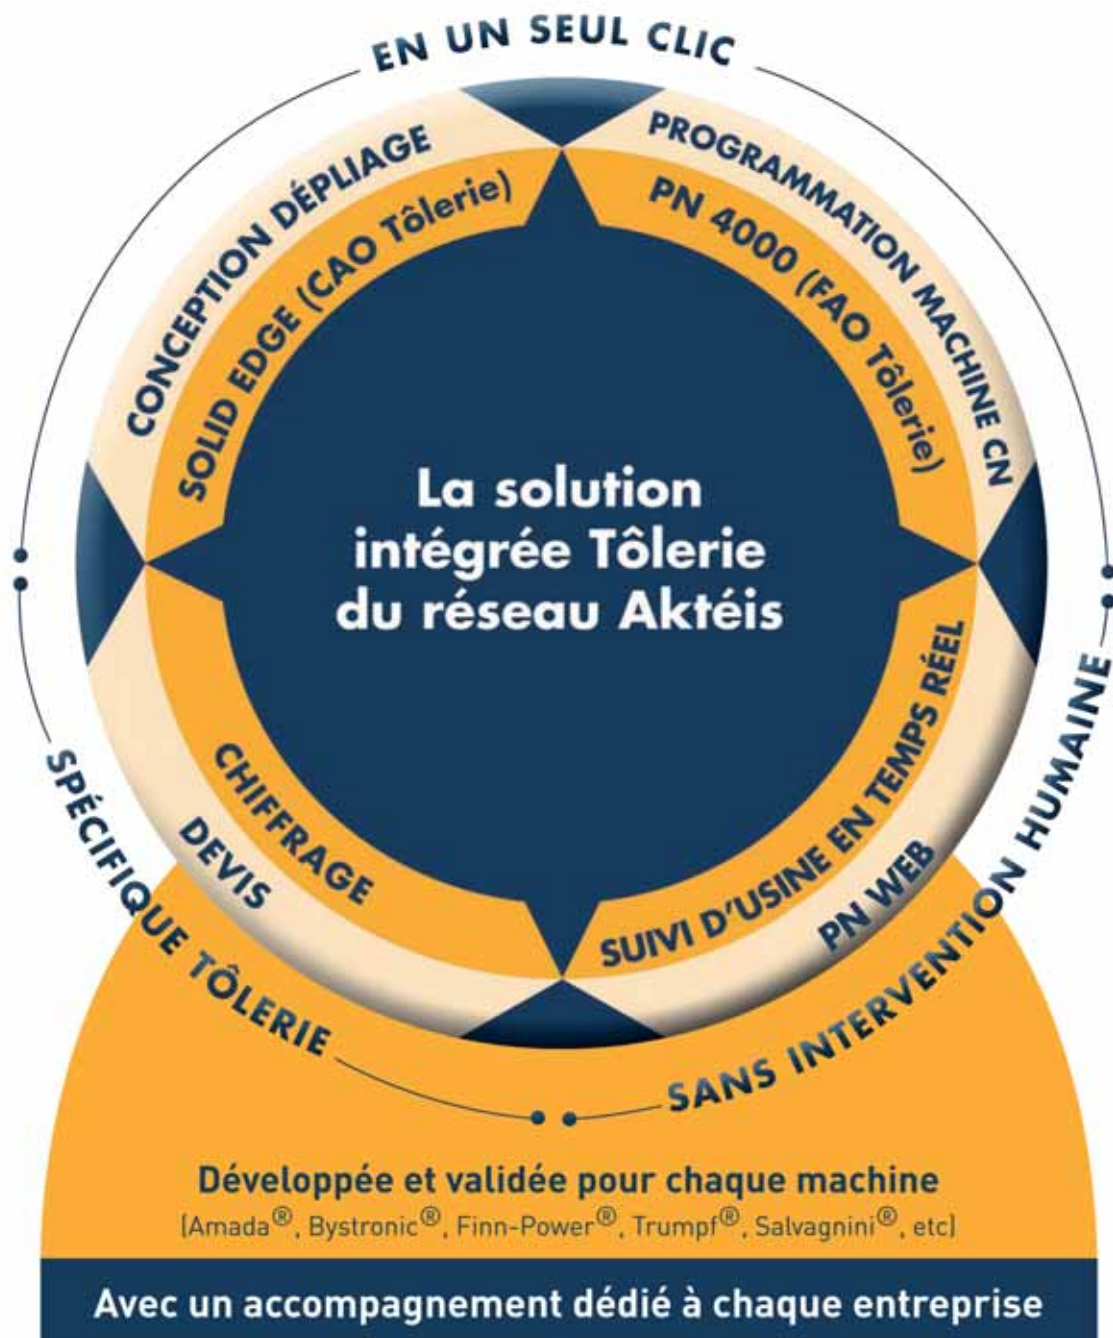 EN UN SEUL CLIC
CONCEPTION DÉPLIAGE
SOLID EDGE (CAO Tôlerie)
PROGRAMMATION MACHINE CN
PN 4000 (FAO Tôlerie)
La solution
intégrée Tôlerie
du réseau Aktéis
CHIFFRAGE
DEVIS
SUIVI D'USINE EN TEMPS RÉEL
PN WEB
SPÉCIFIQUE TÔLERIE
SANS INTERVENTION HUMAINE
Développée et validée pour chaque machine
(Amada®, Bystronic®, Finn-Power®, Trumpf®, Salvagnini®, etc)
Avec un accompagnement dédié à chaque entreprise